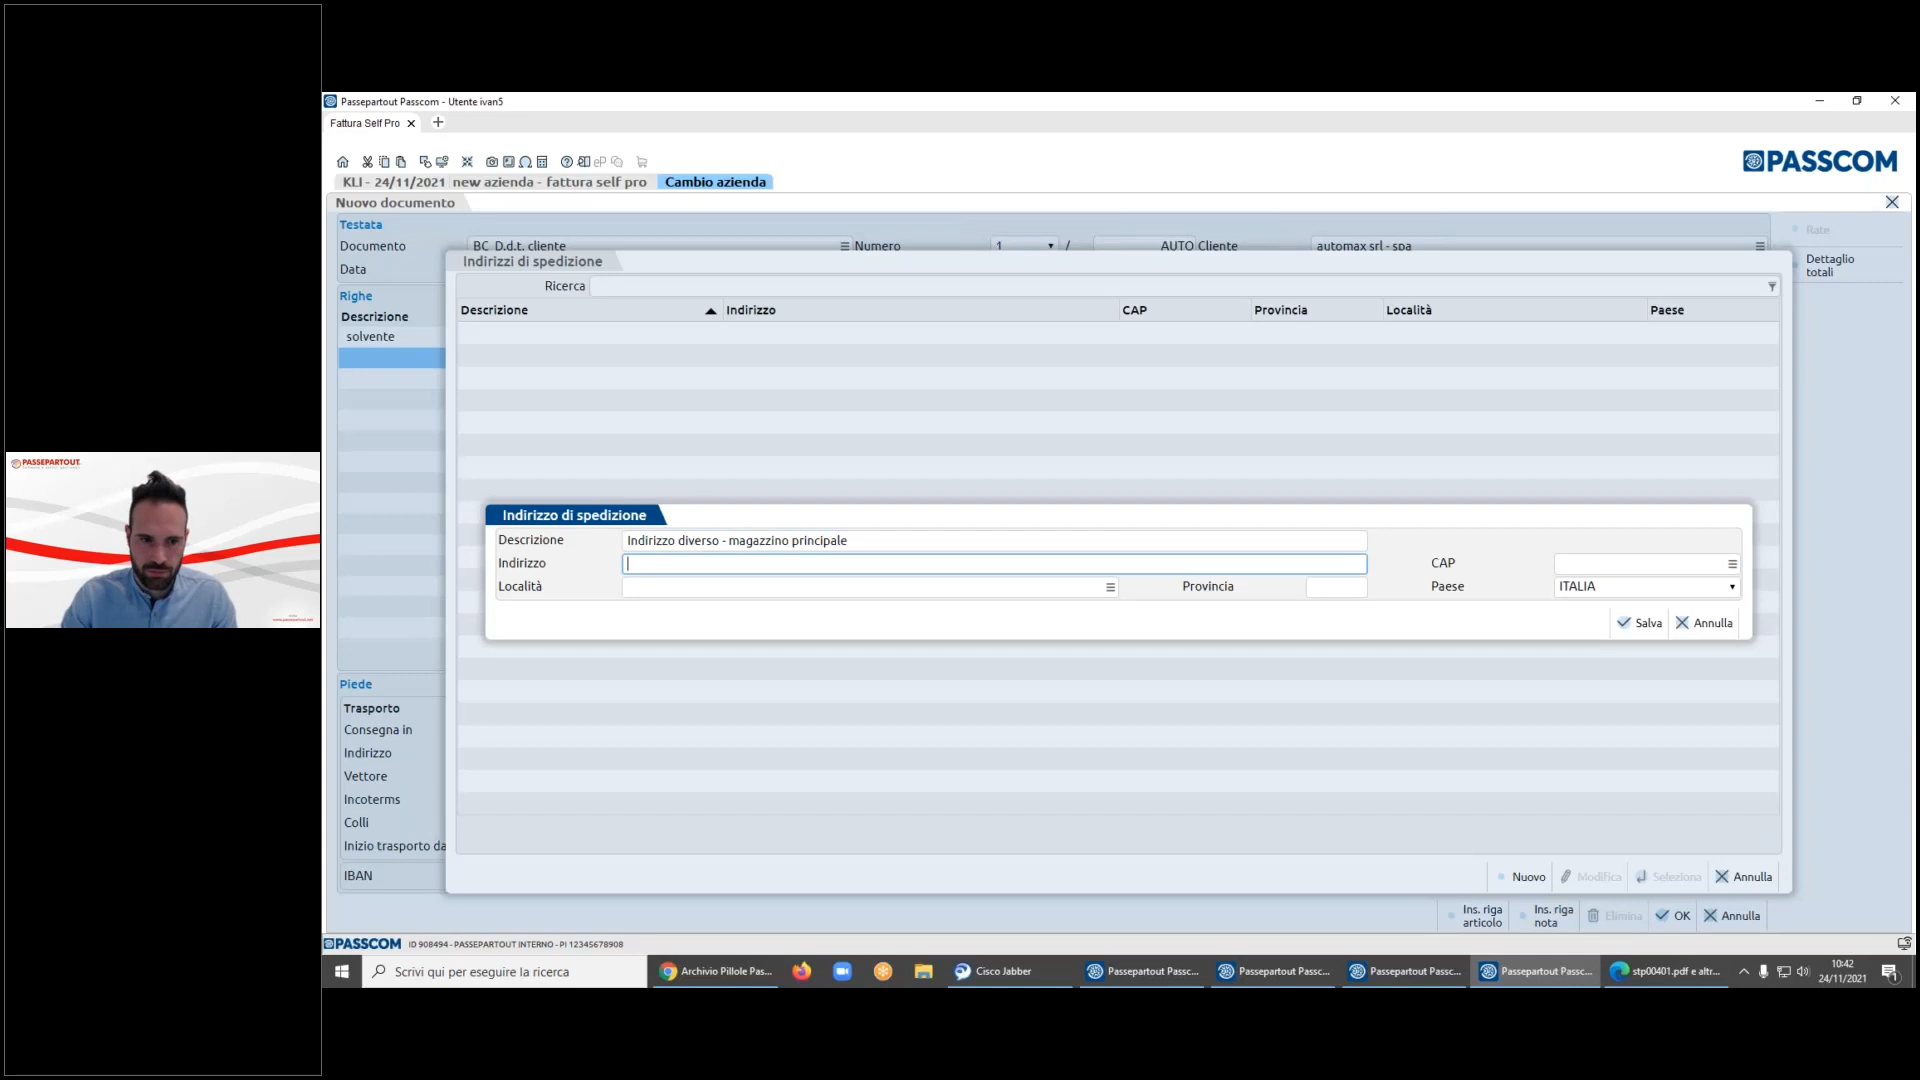 Passepartout Passcom - Utente ivan5
Fattura Self Pro
PASSCOM
KLI - 24/11/2021 new azienda - fattura self pro Cambio azienda
Nuovo documento
Testata
Documento BC D.d.t. cliente Numero 1 / AUTO Cliente automax srl - spa
Data
Rate
Dettaglio
totali
Indirizzi di spedizione
Ricerca
Righe
Descrizione
solvente
Descrizione Indirizzo CAP Provincia Località Paese
PASSEPARTOUT
Indirizzo di spedizione
Descrizione Indirizzo diverso - magazzino principale
Indirizzo CAP
Località Provincia Paese ITALIA
Salva Annulla
Piede
Trasporto
Consegna in
Indirizzo
Vettore
Incoterms
Colli
Inizio trasporto da
IBAN
Nuovo Modifica Seleziona Annulla
Ins. riga
articolo
Ins. riga
nota
Elimina OK Annulla
PASSCOM ID 908494 - PASSEPARTOUT INTERNO - PI 12345678908
Scrivi qui per eseguire la ricerca
Archivio Pillole Pas...
Cisco Jabber
Passepartout Passc...
Passepartout Passc...
Passepartout Passc...
Passepartout Passc...
stp00401.pdf e altr...
10:42
24/11/2021
1